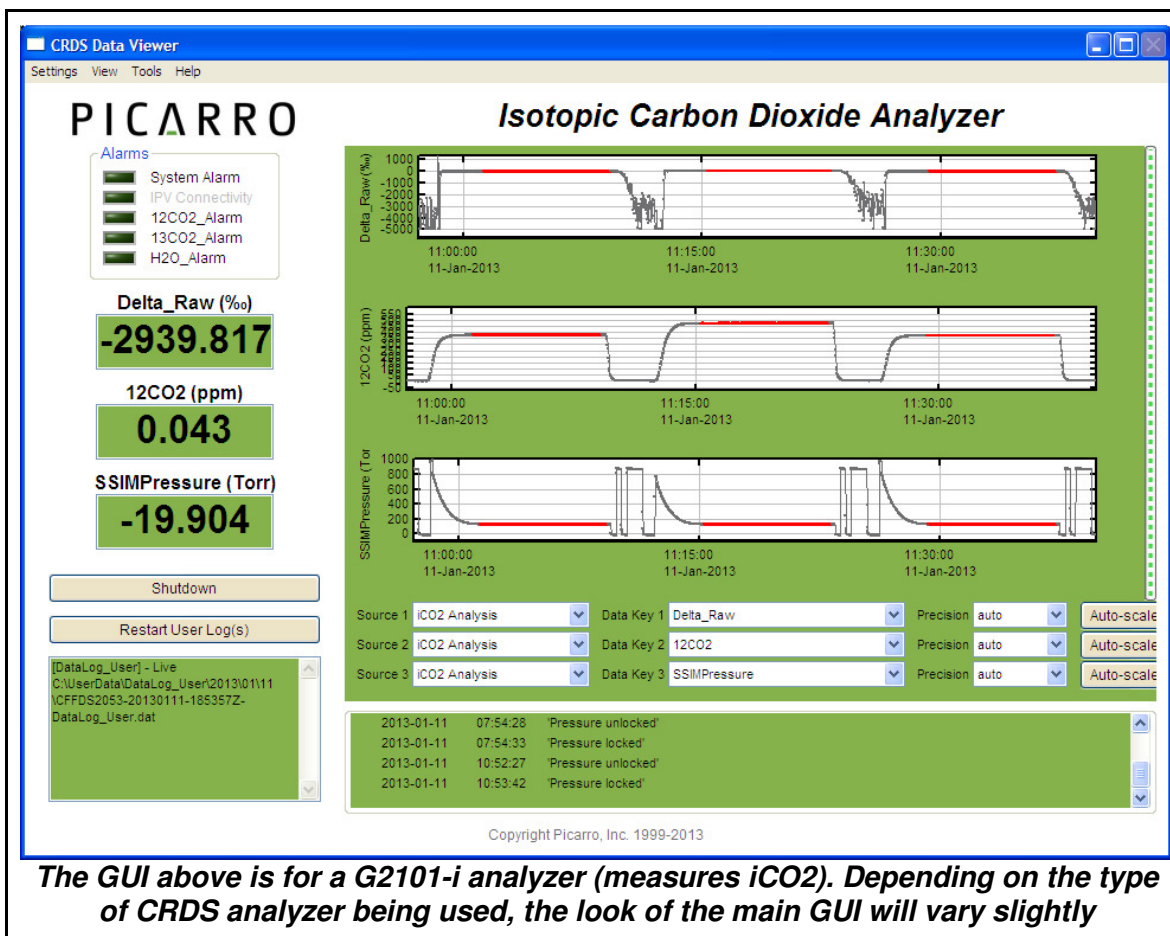 CRDS Data Viewer
Settings View Tools Help
PICARRO
Isotopic Carbon Dioxide Analyzer
Alarms
System Alarm
IPV Connectivity
12CO2_Alarm
13CO2_Alarm
H2O_Alarm
Delta_Raw (‰)
-2939.817
12CO2 (ppm)
0.043
SSIMPressure (Torr)
-19.904
Shutdown
Restart User Log(s)
[DataLog_User] - Live
C:\UserData\DataLog_User\2013\01\11
\CFFDS2053-20130111-185357Z-
DataLog_User.dat
Delta_Raw (‰)
1000
0
-1000
-2000
-3000
-4000
-5000
11:00:00 11:15:00 11:30:00
11-Jan-2013 11-Jan-2013 11-Jan-2013
12CO2 (ppm)
-50
11:00:00 11:15:00 11:30:00
11-Jan-2013 11-Jan-2013 11-Jan-2013
SSIMPressure (Tor
1000
800
600
400
200
0
11:00:00 11:15:00 11:30:00
11-Jan-2013 11-Jan-2013 11-Jan-2013
Source 1 iCO2 Analysis Data Key 1 Delta_Raw Precision auto Auto-scale
Source 2 iCO2 Analysis Data Key 2 12CO2 Precision auto Auto-scale
Source 3 iCO2 Analysis Data Key 3 SSIMPressure Precision auto Auto-scale
2013-01-11 07:54:28 'Pressure unlocked'
2013-01-11 07:54:33 'Pressure locked'
2013-01-11 10:52:27 'Pressure unlocked'
2013-01-11 10:53:42 'Pressure locked'
Copyright Picarro, Inc. 1999-2013
The GUI above is for a G2101-i analyzer (measures iCO2). Depending on the type
of CRDS analyzer being used, the look of the main GUI will vary slightly